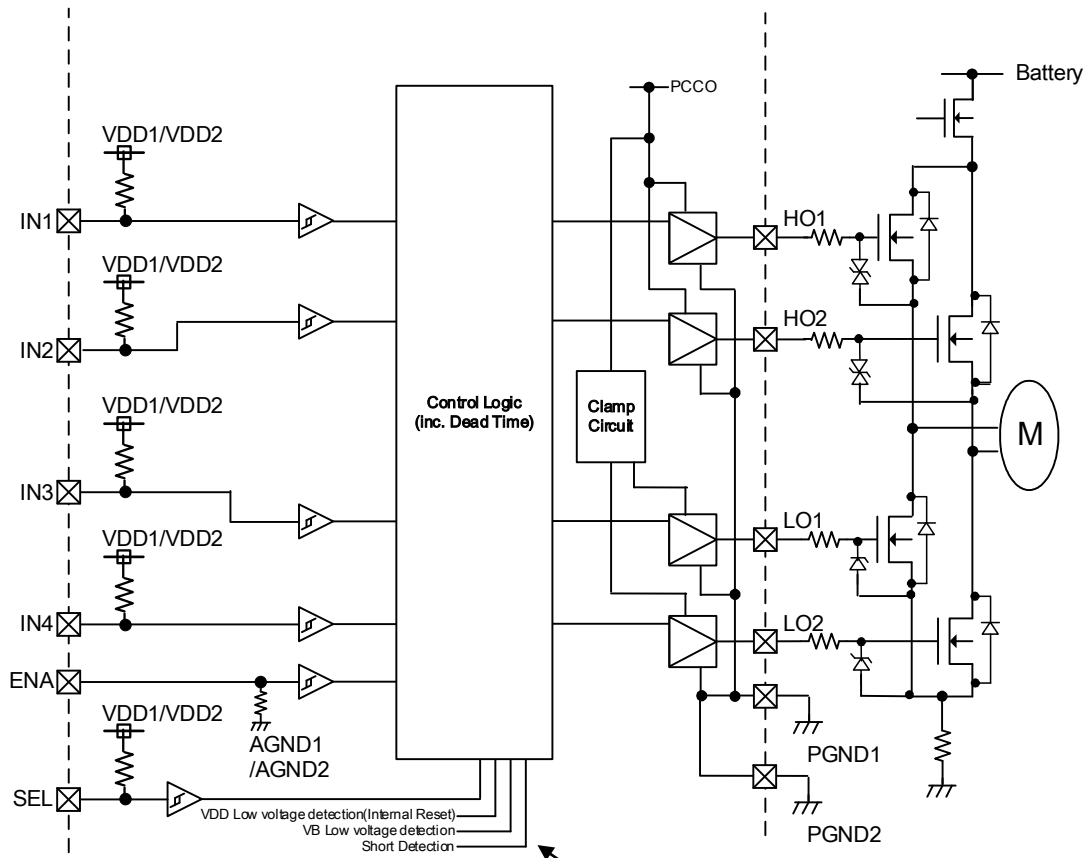 Battery
PCCO
VDD1/VDD2
IN1
HO1
VDD1/VDD2
IN2
HO2
Control Logic
(inc. Dead Time)
Clamp
Circuit
M
VDD1/VDD2
IN3
LO1
VDD1/VDD2
IN4
LO2
ENA
VDD1/VDD2
AGND1
/AGND2
PGND1
SEL
VDD Low voltage detection(Internal Reset)
VB Low voltage detection
Short Detection
PGND2